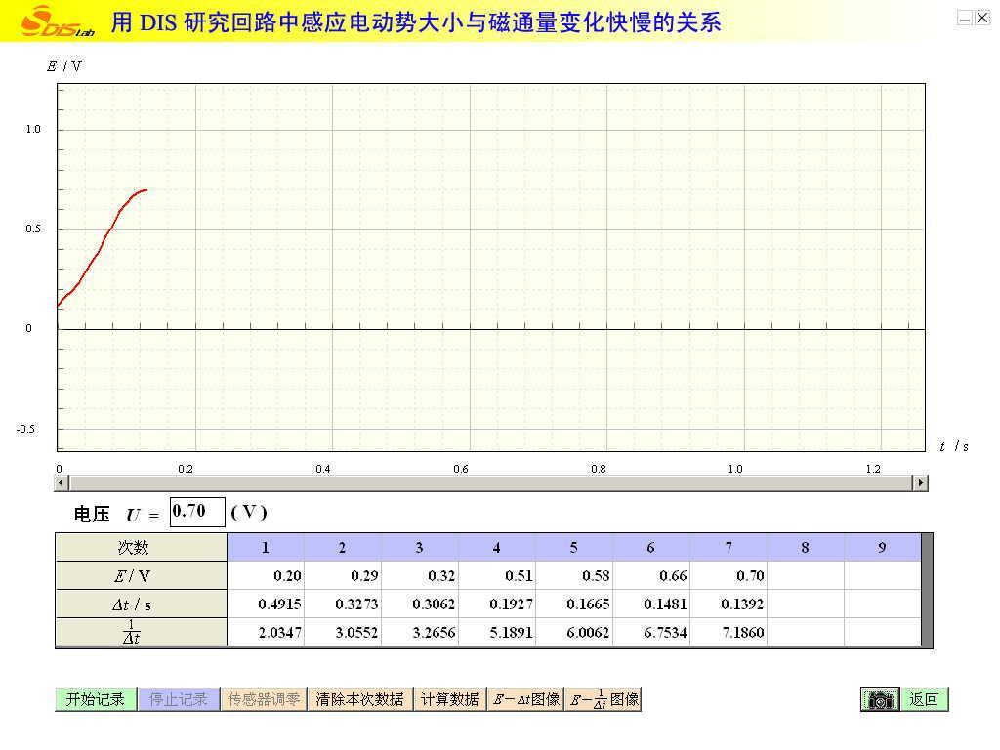 DISLab 用 DIS 研究回路中感应电动势大小与磁通量变化快慢的关系
E / V
1.0
0.5
0
-0.5
t / s
0 0.2 0.4 0.6 0.8 1.0 1.2
电压 U = 0.70 ( V )
次数 1 2 3 4 5 6 7 8 9
E / V 0.20 0.29 0.32 0.51 0.58 0.66 0.70
Δt / s 0.4915 0.3273 0.3062 0.1927 0.1665 0.1481 0.1392
1/Δt 2.0347 3.0552 3.2656 5.1891 6.0062 6.7534 7.1860
开始记录 停止记录 传感器调零 清除本次数据 计算数据 E－Δt图像 E－1/Δt 图像 返回